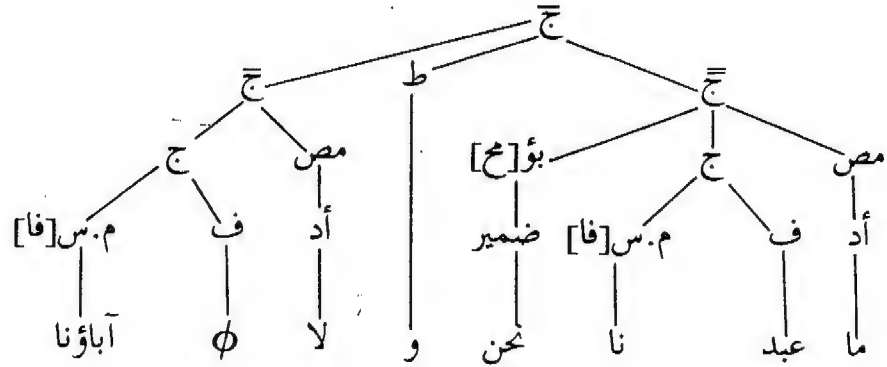 ج̿
ج̿ ط ج̿
مص ج بؤ[مح] مص ج
أد ف م.س[فا] ضمير أد ف م.س[فا]
ما عبد نا نحن و لا ϕ آباؤنا